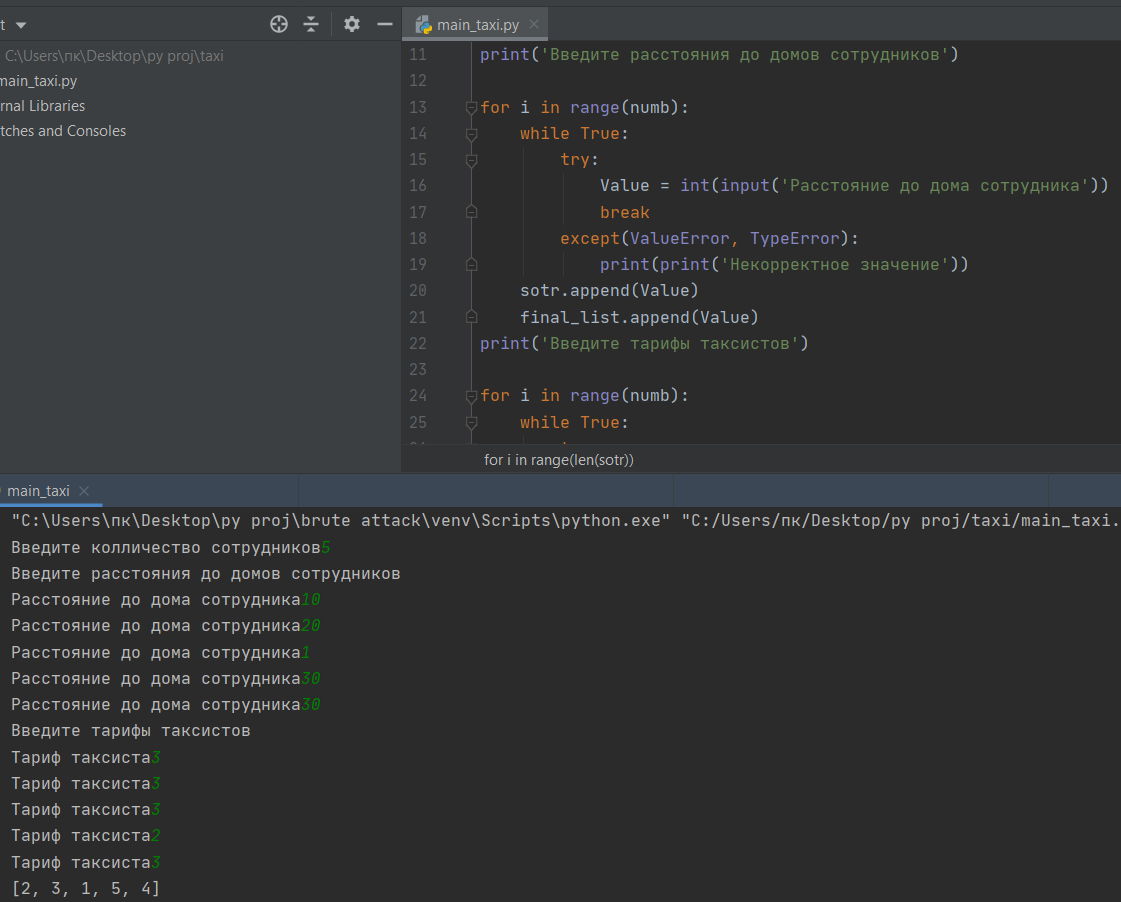 t
main_taxi.py
C:\Users\пк\Desktop\py proj\taxi
main_taxi.py
rnal Libraries
tches and Consoles
11 print('Введите расстояния до домов сотрудников')
12
13 for i in range(numb):
14 while True:
15 try:
16 Value = int(input('Расстояние до дома сотрудника'))
17 break
18 except(ValueError, TypeError):
19 print(print('Некорректное значение'))
20 sotr.append(Value)
21 final_list.append(Value)
22 print('Введите тарифы таксистов')
23
24 for i in range(numb):
25 while True:
for i in range(len(sotr))
main_taxi
"C:\Users\пк\Desktop\py proj\brute attack\venv\Scripts\python.exe" "C:/Users/пк/Desktop/py proj/taxi/main_taxi.
Введите колличество сотрудников5
Введите расстояния до домов сотрудников
Расстояние до дома сотрудника10
Расстояние до дома сотрудника20
Расстояние до дома сотрудника1
Расстояние до дома сотрудника30
Расстояние до дома сотрудника30
Введите тарифы таксистов
Тариф таксиста3
Тариф таксиста3
Тариф таксиста3
Тариф таксиста2
Тариф таксиста3
[2, 3, 1, 5, 4]